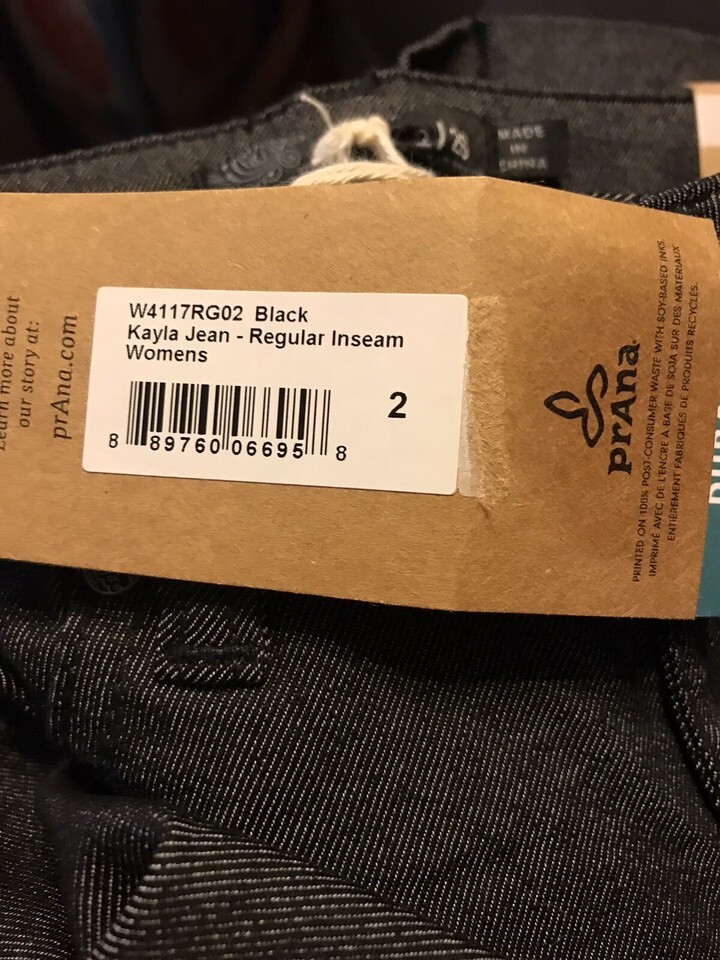 MADE
IN
CHINA
W4117RG02 Black
Kayla Jean - Regular Inseam
Womens
2
8 89760 06695 8
Learn more about
our story at:
prAna.com
prAna
PRINTED ON 100% POST-CONSUMER WASTE WITH SOY-BASED INKS.
IMPRIMÉ AVEC DE L'ENCRE À BASE DE SOJA SUR DES MATÉRIAUX
ENTIÈREMENT FABRIQUÉS DE PRODUITS RECYCLÉS.